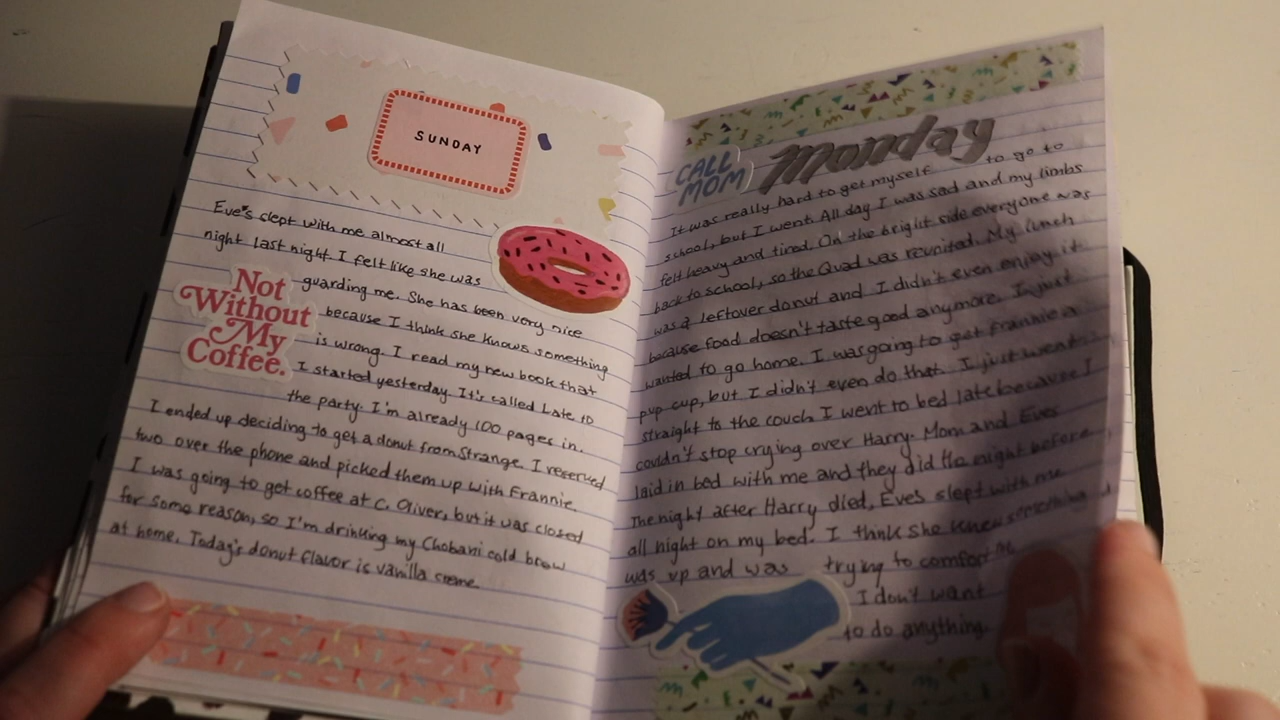 SUNDAY
Eve's slept with me almost all
night last night I felt like she was
guarding me. She has been very nice
because I think she knows something
is wrong. I read my new book that
I started yesterday. It's called Late to
the party. I'm already 100 pages in.
I ended up deciding to get a donut from Strange. I reserved
two over the phone and picked them up with Frannie.
I was going to get coffee at C. Oliver, but it was closed
for some reason, so I'm drinking my Chobani cold brew
at home. Today's donut flavor is vanilla creme.
Not
Without
My
Coffee.
CALL
MOM
Monday
It was really hard to get myself to go to
school, but I went. All day I was sad and my limbs
felt heavy and tired. On the bright side everyone was
back to school, so the Quad was reunited. My lunch
was a leftover donut and I didn't even enjoy it
because food doesn't taste good anymore. I just
wanted to go home. I was going to get Frannie a
pup cup, but I didn't even do that. I just went
straight to the couch I went to bed late because I
couldn't stop crying over Harry. Mom and Eves
laid in bed with me and they did the night before
The night after Harry died, Eve's slept with me
all night on my bed. I think she knew something
was up and was trying to comfort
I don't want
to do anything.